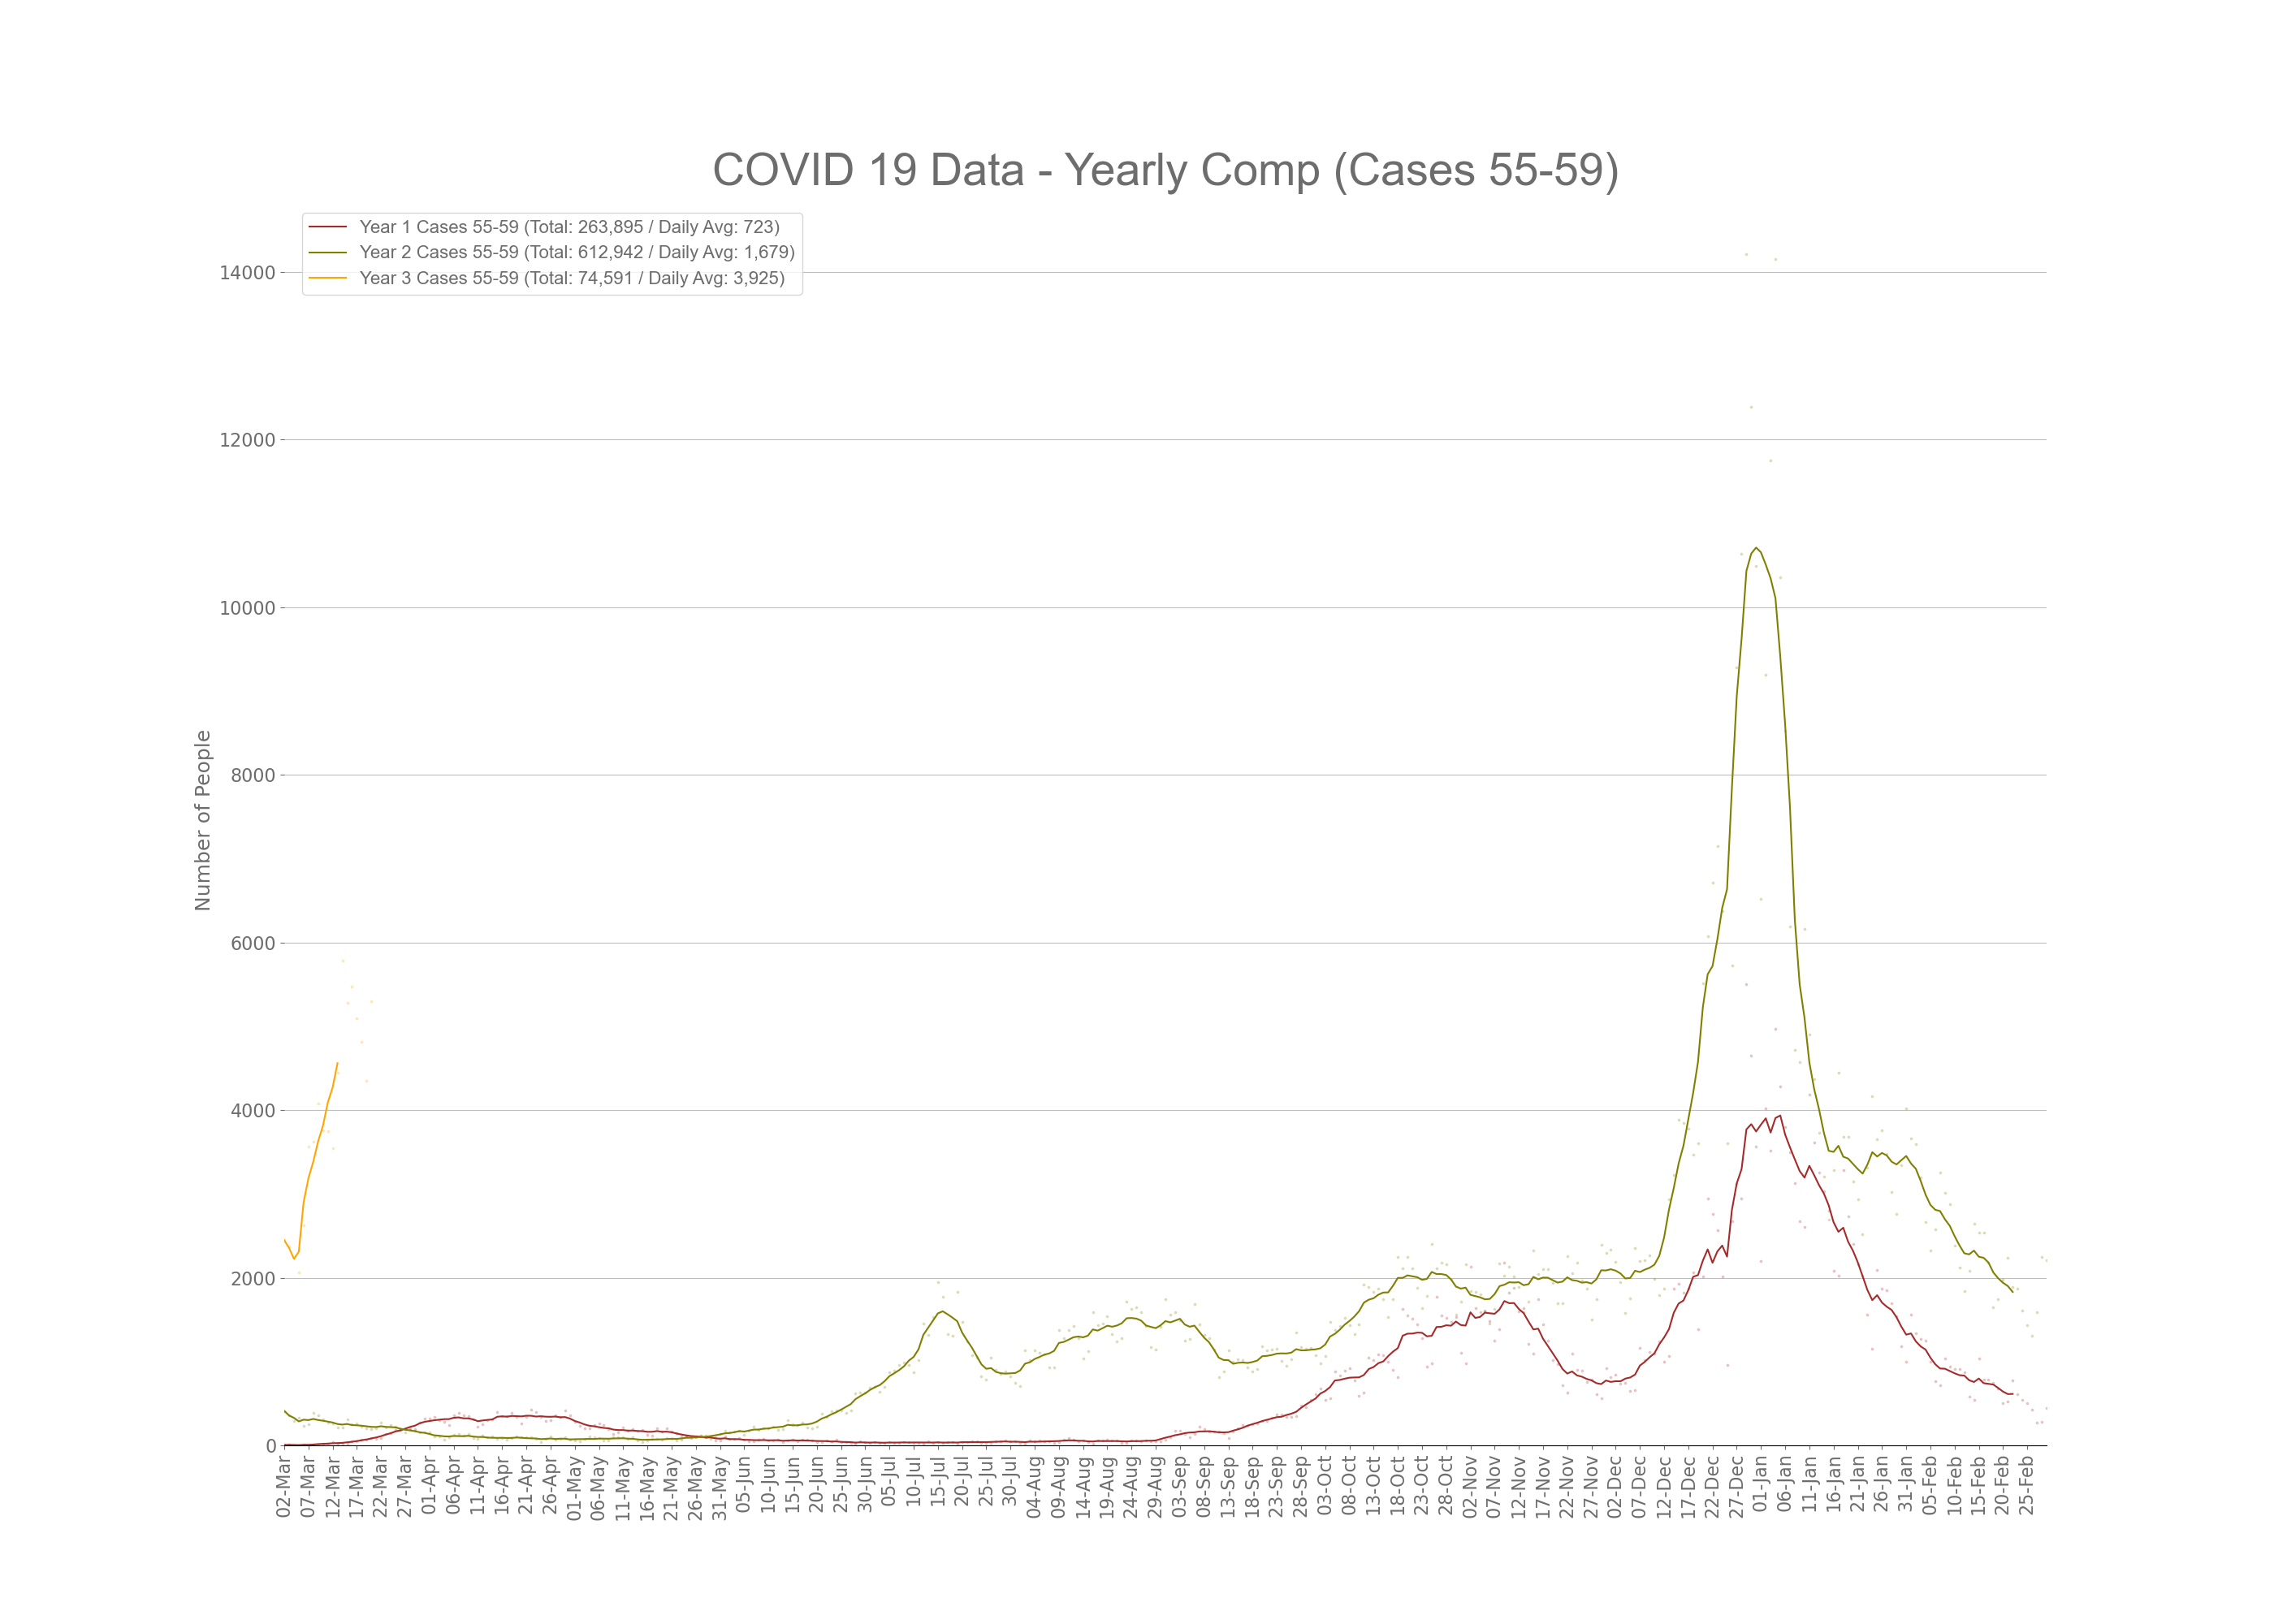 COVID 19 Data - Yearly Comp (Cases 55-59)
Year 1 Cases 55-59 (Total: 263,895 / Daily Avg: 723)
Year 2 Cases 55-59 (Total: 612,942 / Daily Avg: 1,679)
Year 3 Cases 55-59 (Total: 74,591 / Daily Avg: 3,925)
Number of People
14000
12000
10000
8000
6000
4000
2000
0
02-Mar
07-Mar
12-Mar
17-Mar
22-Mar
27-Mar
01-Apr
06-Apr
11-Apr
16-Apr
21-Apr
26-Apr
01-May
06-May
11-May
16-May
21-May
26-May
31-May
05-Jun
10-Jun
15-Jun
20-Jun
25-Jun
30-Jun
05-Jul
10-Jul
15-Jul
20-Jul
25-Jul
30-Jul
04-Aug
09-Aug
14-Aug
19-Aug
24-Aug
29-Aug
03-Sep
08-Sep
13-Sep
18-Sep
23-Sep
28-Sep
03-Oct
08-Oct
13-Oct
18-Oct
23-Oct
28-Oct
02-Nov
07-Nov
12-Nov
17-Nov
22-Nov
27-Nov
02-Dec
07-Dec
12-Dec
17-Dec
22-Dec
27-Dec
01-Jan
06-Jan
11-Jan
16-Jan
21-Jan
26-Jan
31-Jan
05-Feb
10-Feb
15-Feb
20-Feb
25-Feb